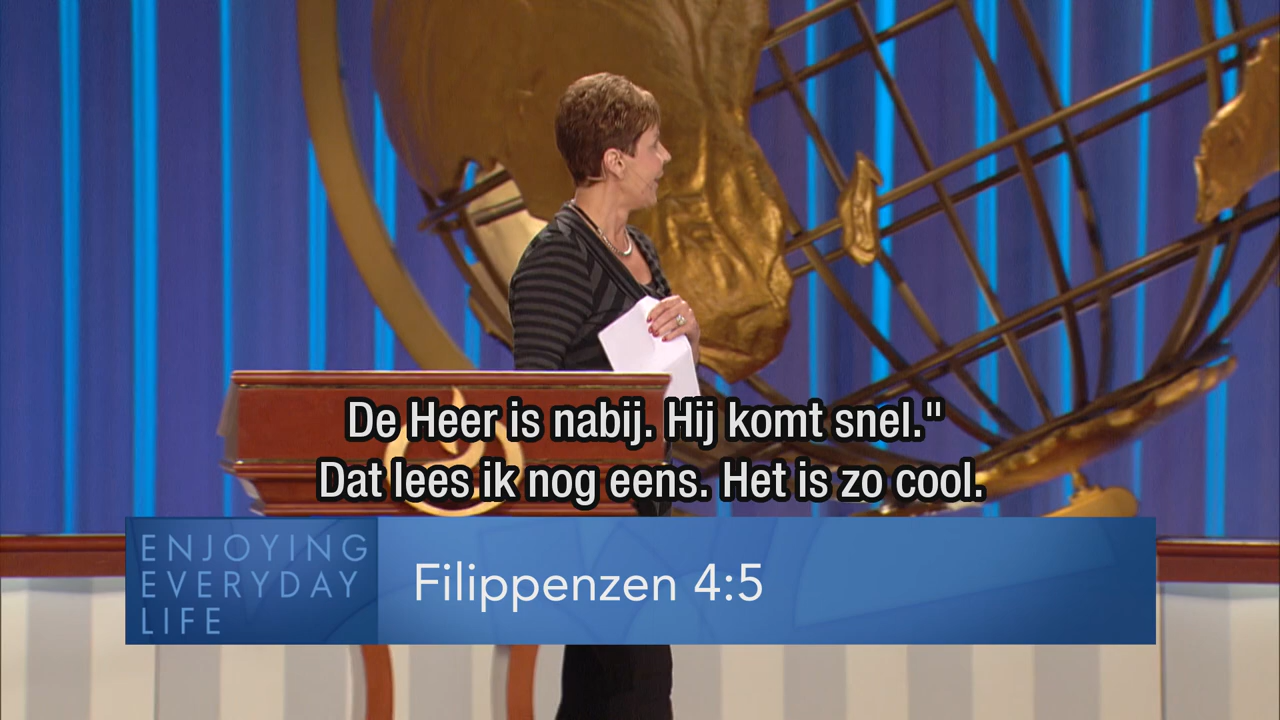 De Heer is nabij. Hij komt snel."
Dat lees ik nog eens. Het is zo cool.
ENJOYING
EVERYDAY
LIFE
Filippenzen 4:5